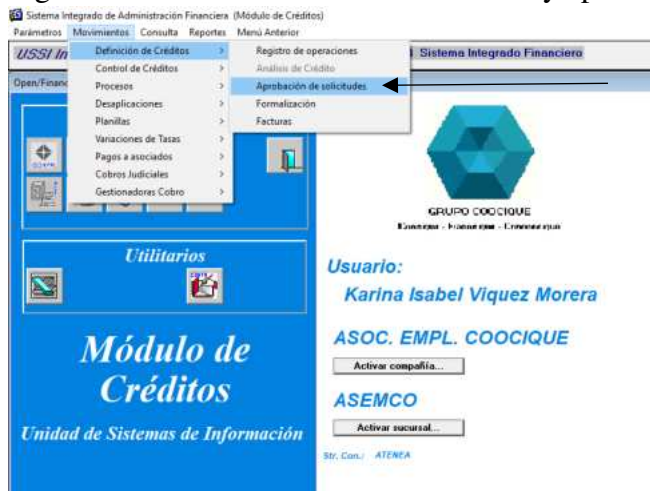 Sistema Integrado de Administración Financiera (Módulo de Créditos)
Parámetros Movimientos Consulta Reportes Menú Anterior
USSI In
Sistema Integrado Financiero
Open/Financ
Definición de Créditos
Control de Créditos
Procesos
Desaplicaciones
Planillas
Variaciones de Tasas
Pagos a asociados
Cobros Judiciales
Gestionadoras Cobro
Registro de operaciones
Análisis de Crédito
Aprobación de solicitudes
Formalización
Facturas
GRUPO COOCIQUE
Utilitarios
Módulo de
Créditos
Unidad de Sistemas de Información
Usuario:
Karina Isabel Viquez Morera
ASOC. EMPL. COOCIQUE
Activar compañía...
ASEMCO
Activar sucursal...
Str. Con.: ATENEA